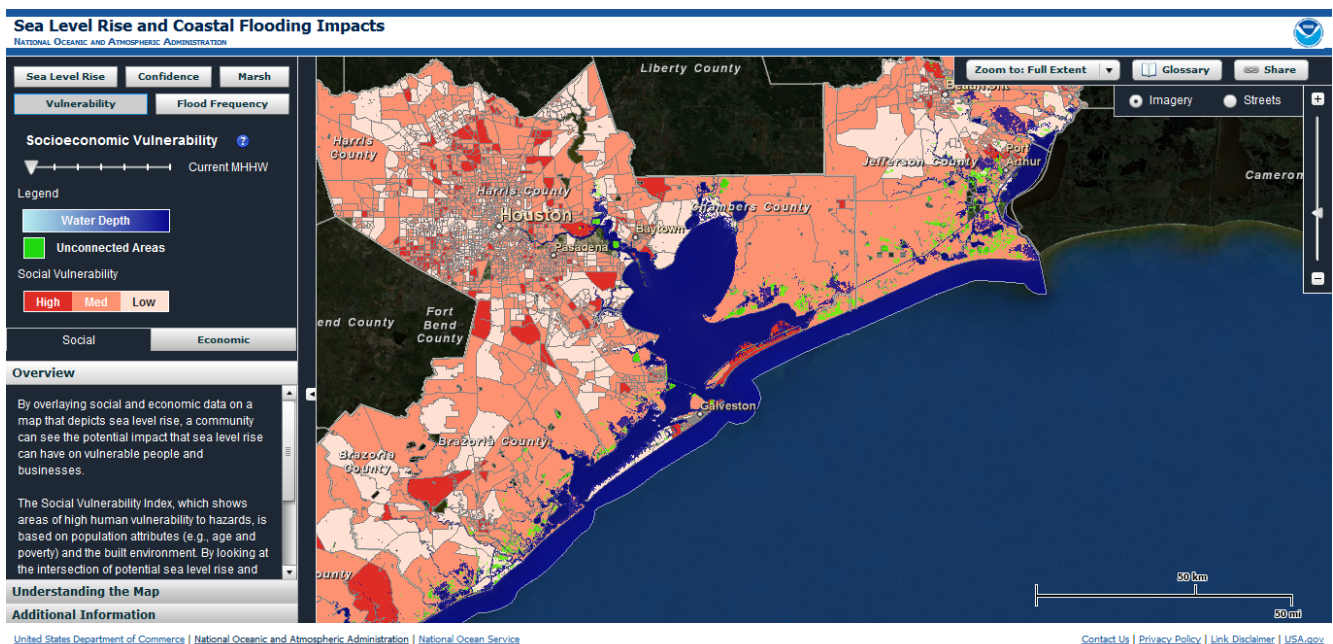 Sea Level Rise and Coastal Flooding Impacts
National Oceanic and Atmospheric Administration
Sea Level Rise
Confidence
Marsh
Vulnerability
Flood Frequency
Socioeconomic Vulnerability ?
Current MHHW
Legend
Water Depth
Unconnected Areas
Social Vulnerability
High Med Low
Social
Economic
Overview
By overlaying social and economic data on a
map that depicts sea level rise, a community
can see the potential impact that sea level rise
can have on vulnerable people and
businesses.
The Social Vulnerability Index, which shows
areas of high human vulnerability to hazards, is
based on population attributes (e.g., age and
poverty) and the built environment. By looking at
the intersection of potential sea level rise and
Understanding the Map
Additional Information
Zoom to: Full Extent
Glossary
Share
Imagery
Streets
Liberty County
Beaumont
Harris
County
Jefferson County
Port
Arthur
Cameron
Harris County
Houston
Chambers County
Baytown
Pasadena
Fort
Bend
County
end County
Galveston
Brazoria County
Brazoria
County
ounty
50 km
50 mi
United States Department of Commerce | National Oceanic and Atmospheric Administration | National Ocean Service
Contact Us | Privacy Policy | Link Disclaimer | USA.gov